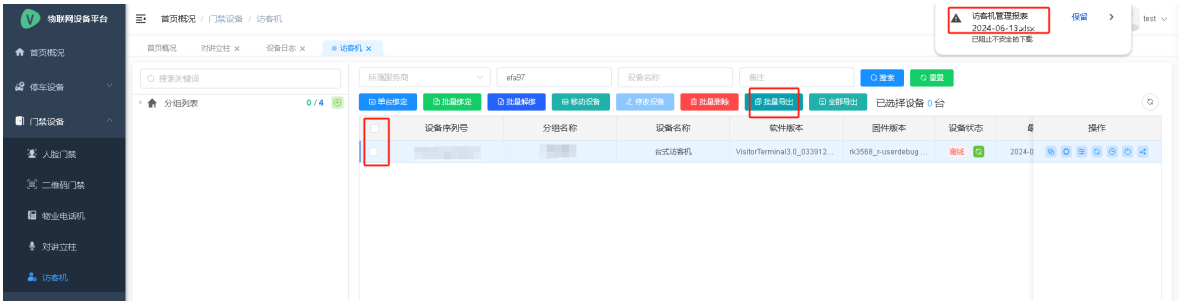 物联网设备平台
首页概况 / 门禁设备 / 访客机
访客机管理报表
2024-06-13.xlsx
已阻止不安全的下载
保留
test
首页概况
停车设备
门禁设备
人脸门禁
二维码门禁
物业电话机
对讲立柱
访客机
首页概况 对讲立柱 × 设备日志 × 访客机 ×
搜索关键词
分组列表 0 / 4
所属服务商 efa97 设备名称 备注 搜索 重置
单台绑定 批量绑定 批量解绑 移动设备 修改设备 批量删除 批量导出 全部导出 已选择设备 0 台
设备序列号 分组名称 设备名称 软件版本 固件版本 设备状态 操作
台式访客机 VisitorTerminal3.0_033912... rk3568_r-userdebug ... 离线 2024-0